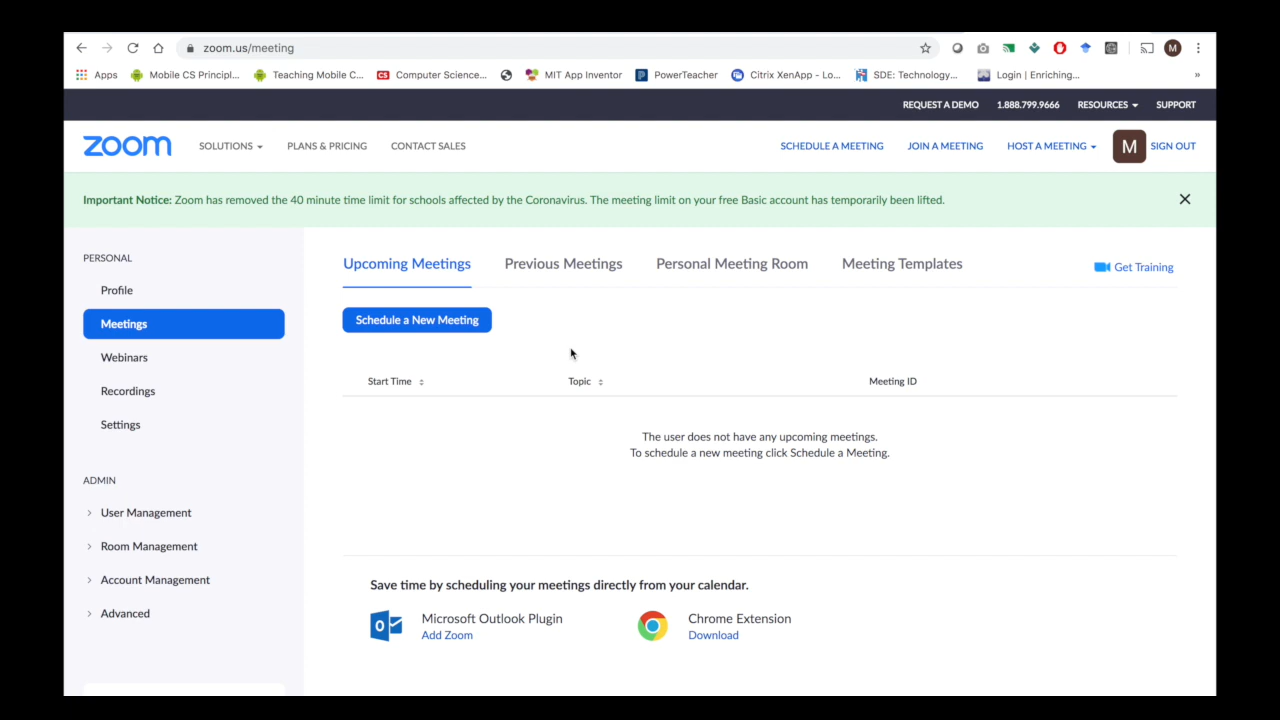 zoom.us/meeting
M
Apps Mobile CS Principl... Teaching Mobile C... CS Computer Science... MIT App Inventor PowerTeacher Citrix XenApp - Lo... SDE: Technology... Login | Enriching... »
REQUEST A DEMO 1.888.799.9666 RESOURCES SUPPORT
zoom SOLUTIONS PLANS & PRICING CONTACT SALES SCHEDULE A MEETING JOIN A MEETING HOST A MEETING M SIGN OUT
Important Notice: Zoom has removed the 40 minute time limit for schools affected by the Coronavirus. The meeting limit on your free Basic account has temporarily been lifted.
PERSONAL
Profile
Meetings
Webinars
Recordings
Settings
ADMIN
User Management
Room Management
Account Management
Advanced
Upcoming Meetings Previous Meetings Personal Meeting Room Meeting Templates Get Training
Schedule a New Meeting
Start Time Topic Meeting ID
The user does not have any upcoming meetings.
To schedule a new meeting click Schedule a Meeting.
Save time by scheduling your meetings directly from your calendar.
Microsoft Outlook Plugin Chrome Extension
Add Zoom Download